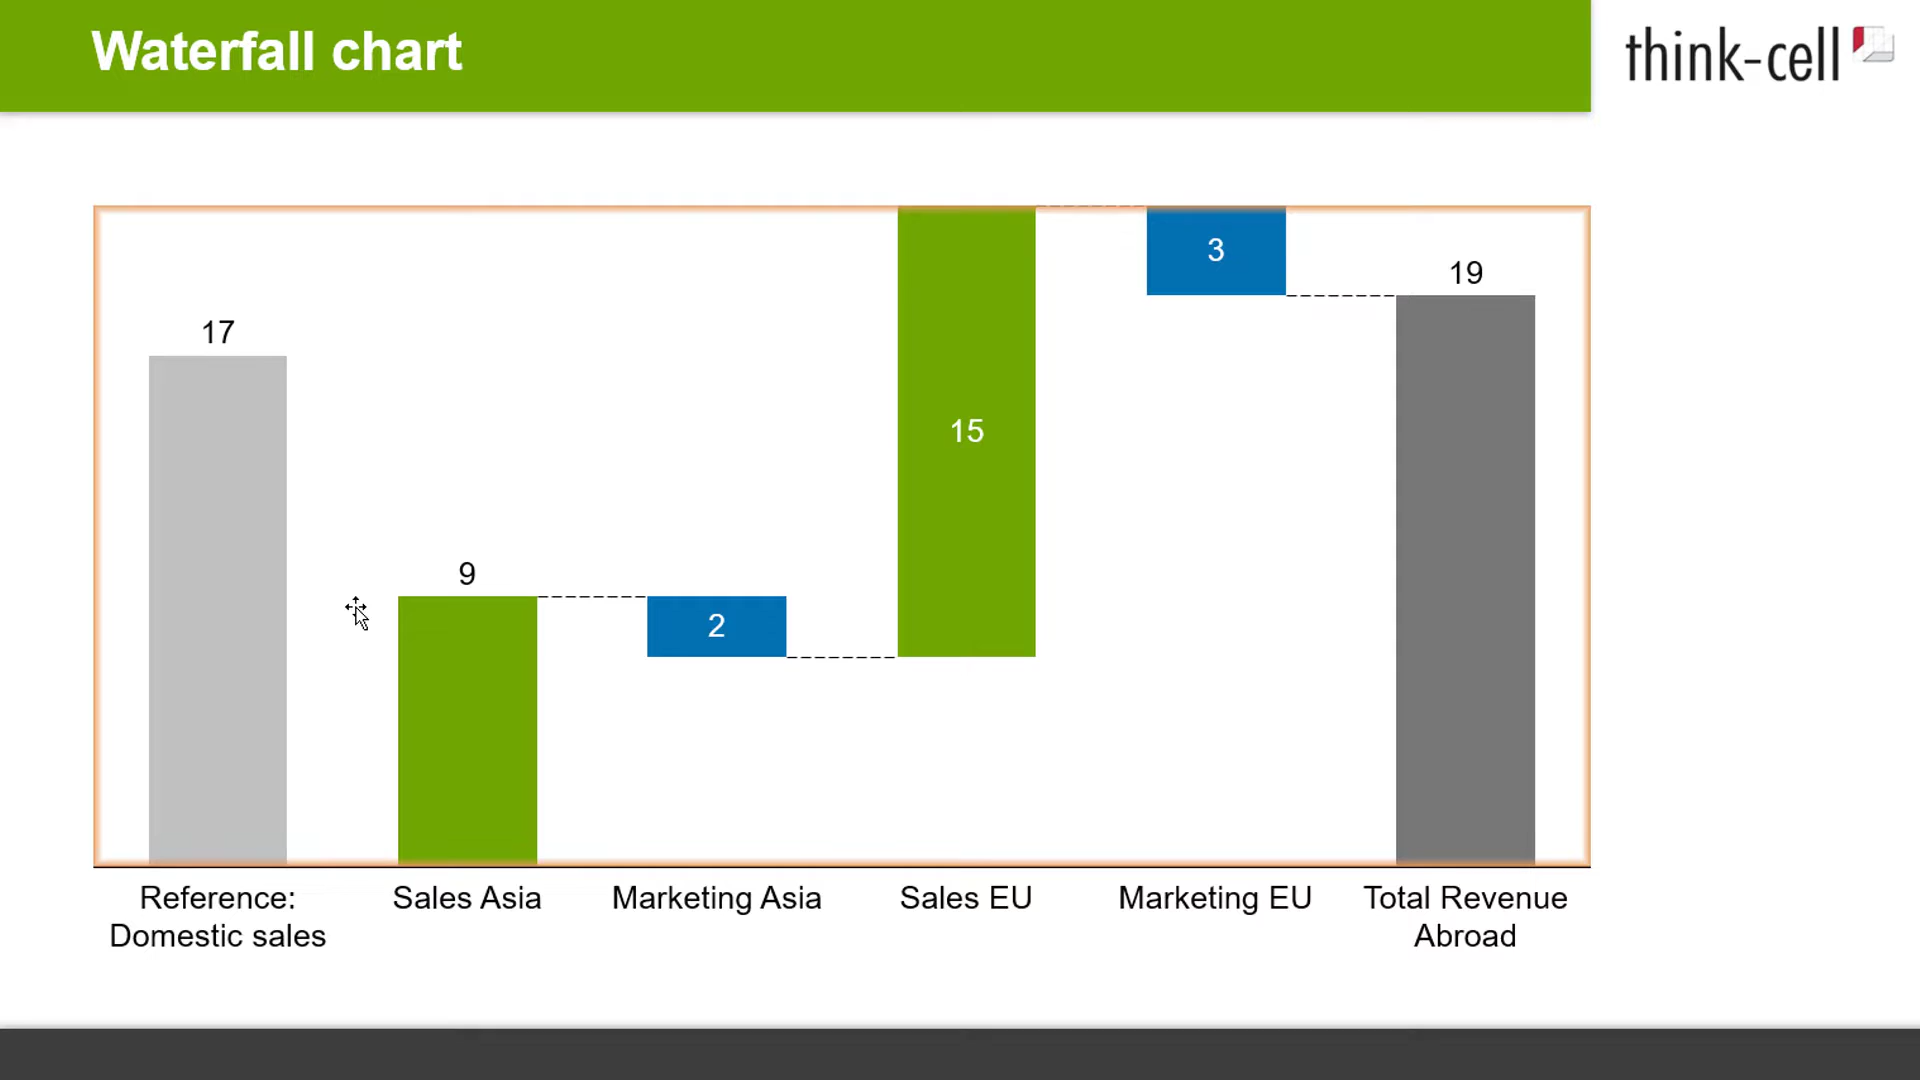 Waterfall chart
think-cell
17
9
2
15
3
19
Reference:
Domestic sales
Sales Asia
Marketing Asia
Sales EU
Marketing EU
Total Revenue
Abroad